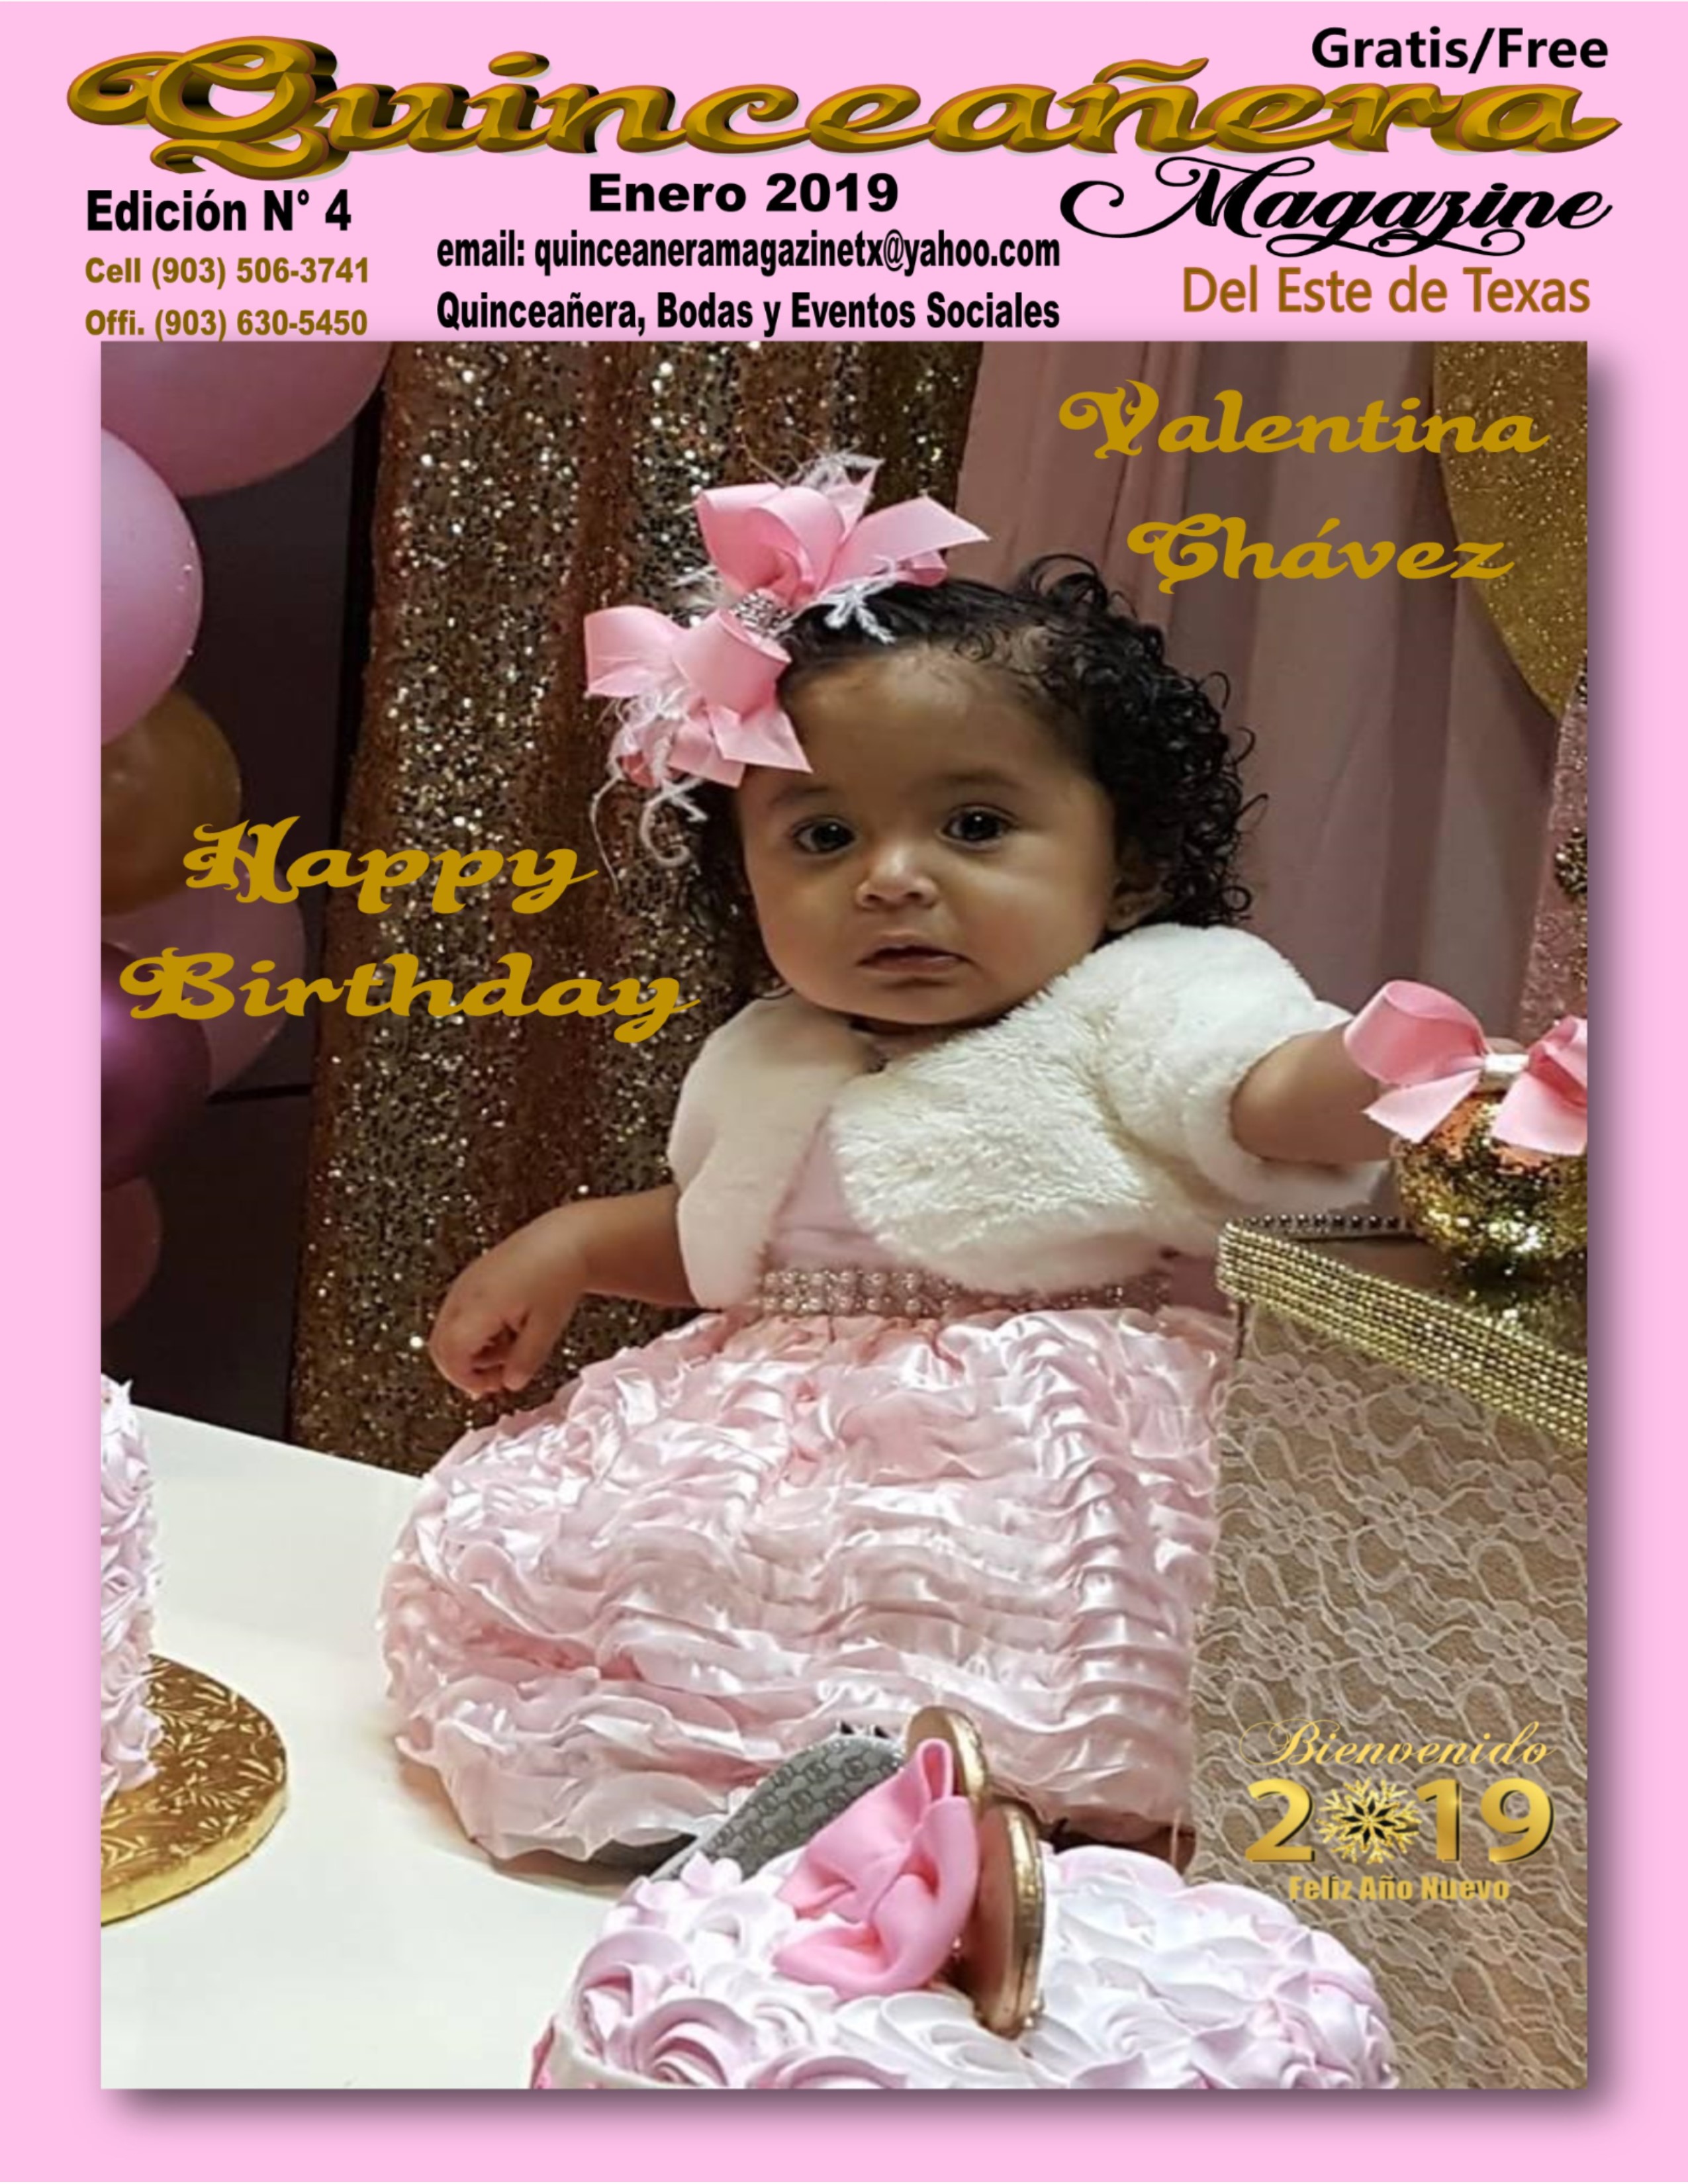 Gratis/Free
Quinceañera
Magazine
Del Este de Texas
Edición N° 4
Cell (903) 506-3741
Offi. (903) 630-5450
Enero 2019
email: quinceaneramagazinetx@yahoo.com
Quinceañera, Bodas y Eventos Sociales
Valentina
Chávez
Happy
Birthday
Bienvenido
2019
Feliz Año Nuevo